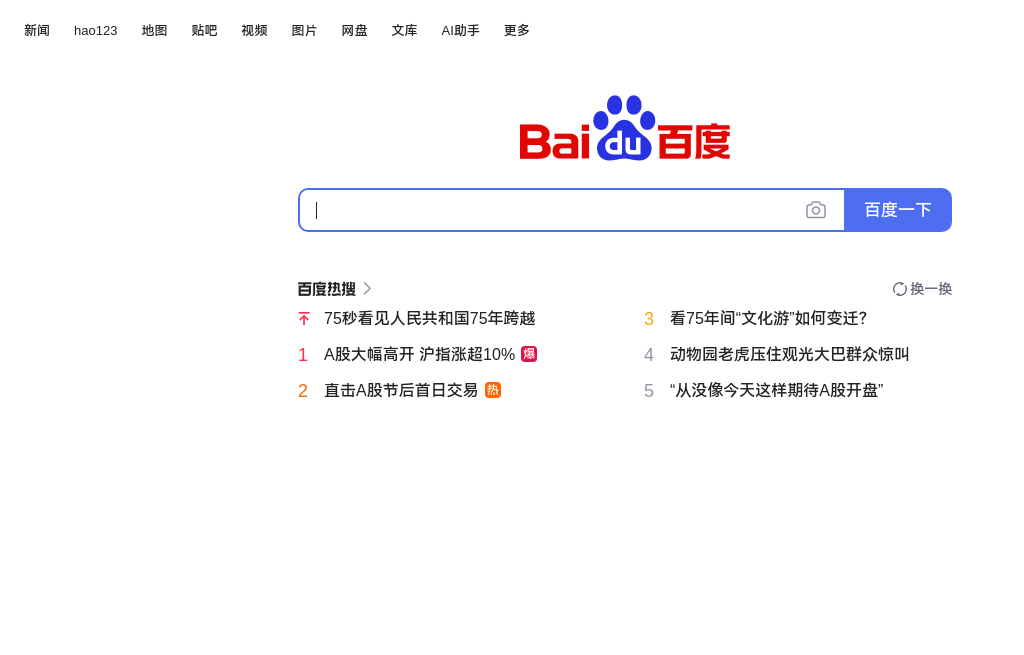 新闻 hao123 地图 贴吧 视频 图片 网盘 文库 AI助手 更多
Bai du 百度
百度一下
百度热搜
换一换
75秒看见人民共和国75年跨越
1 A股大幅高开 沪指涨超10% 爆
2 直击A股节后首日交易 热
3 看75年间“文化游”如何变迁?
4 动物园老虎压住观光大巴群众惊叫
5 “从没像今天这样期待A股开盘”